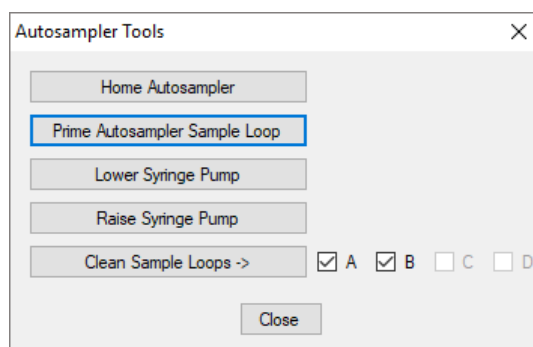 Autosampler Tools
Home Autosampler
Prime Autosampler Sample Loop
Lower Syringe Pump
Raise Syringe Pump
Clean Sample Loops -> A B C D
Close